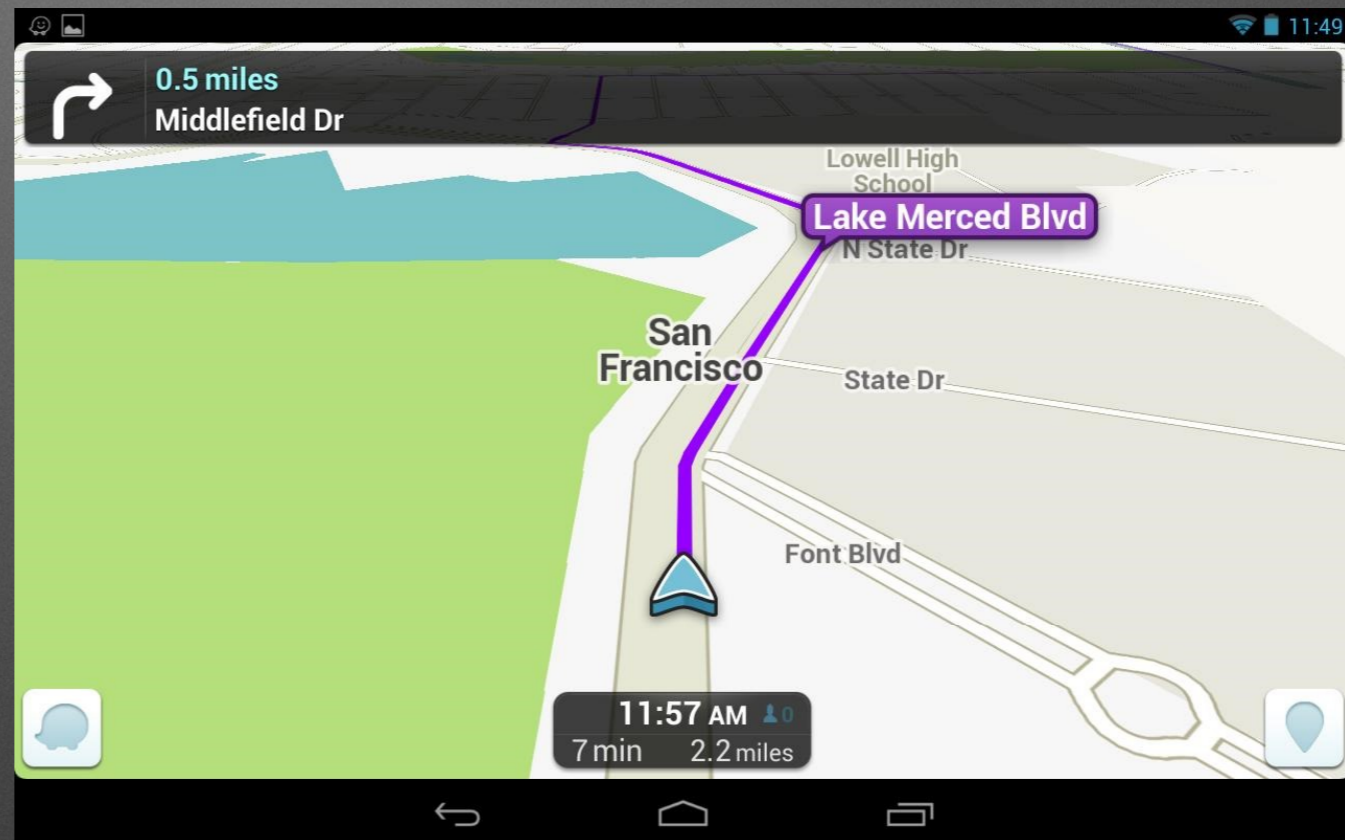 11:49
0.5 miles
Middlefield Dr
Lowell High
School
Lake Merced Blvd
N State Dr
San
Francisco
State Dr
Font Blvd
11:57 AM 0
7 min 2.2 miles